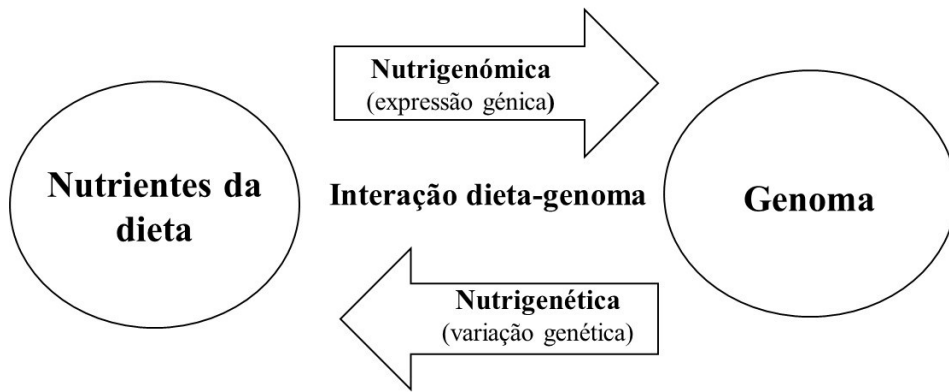 Nutrigenómica
(expressão génica)
Nutrientes da
dieta
Interação dieta-genoma
Genoma
Nutrigenética
(variação genética)